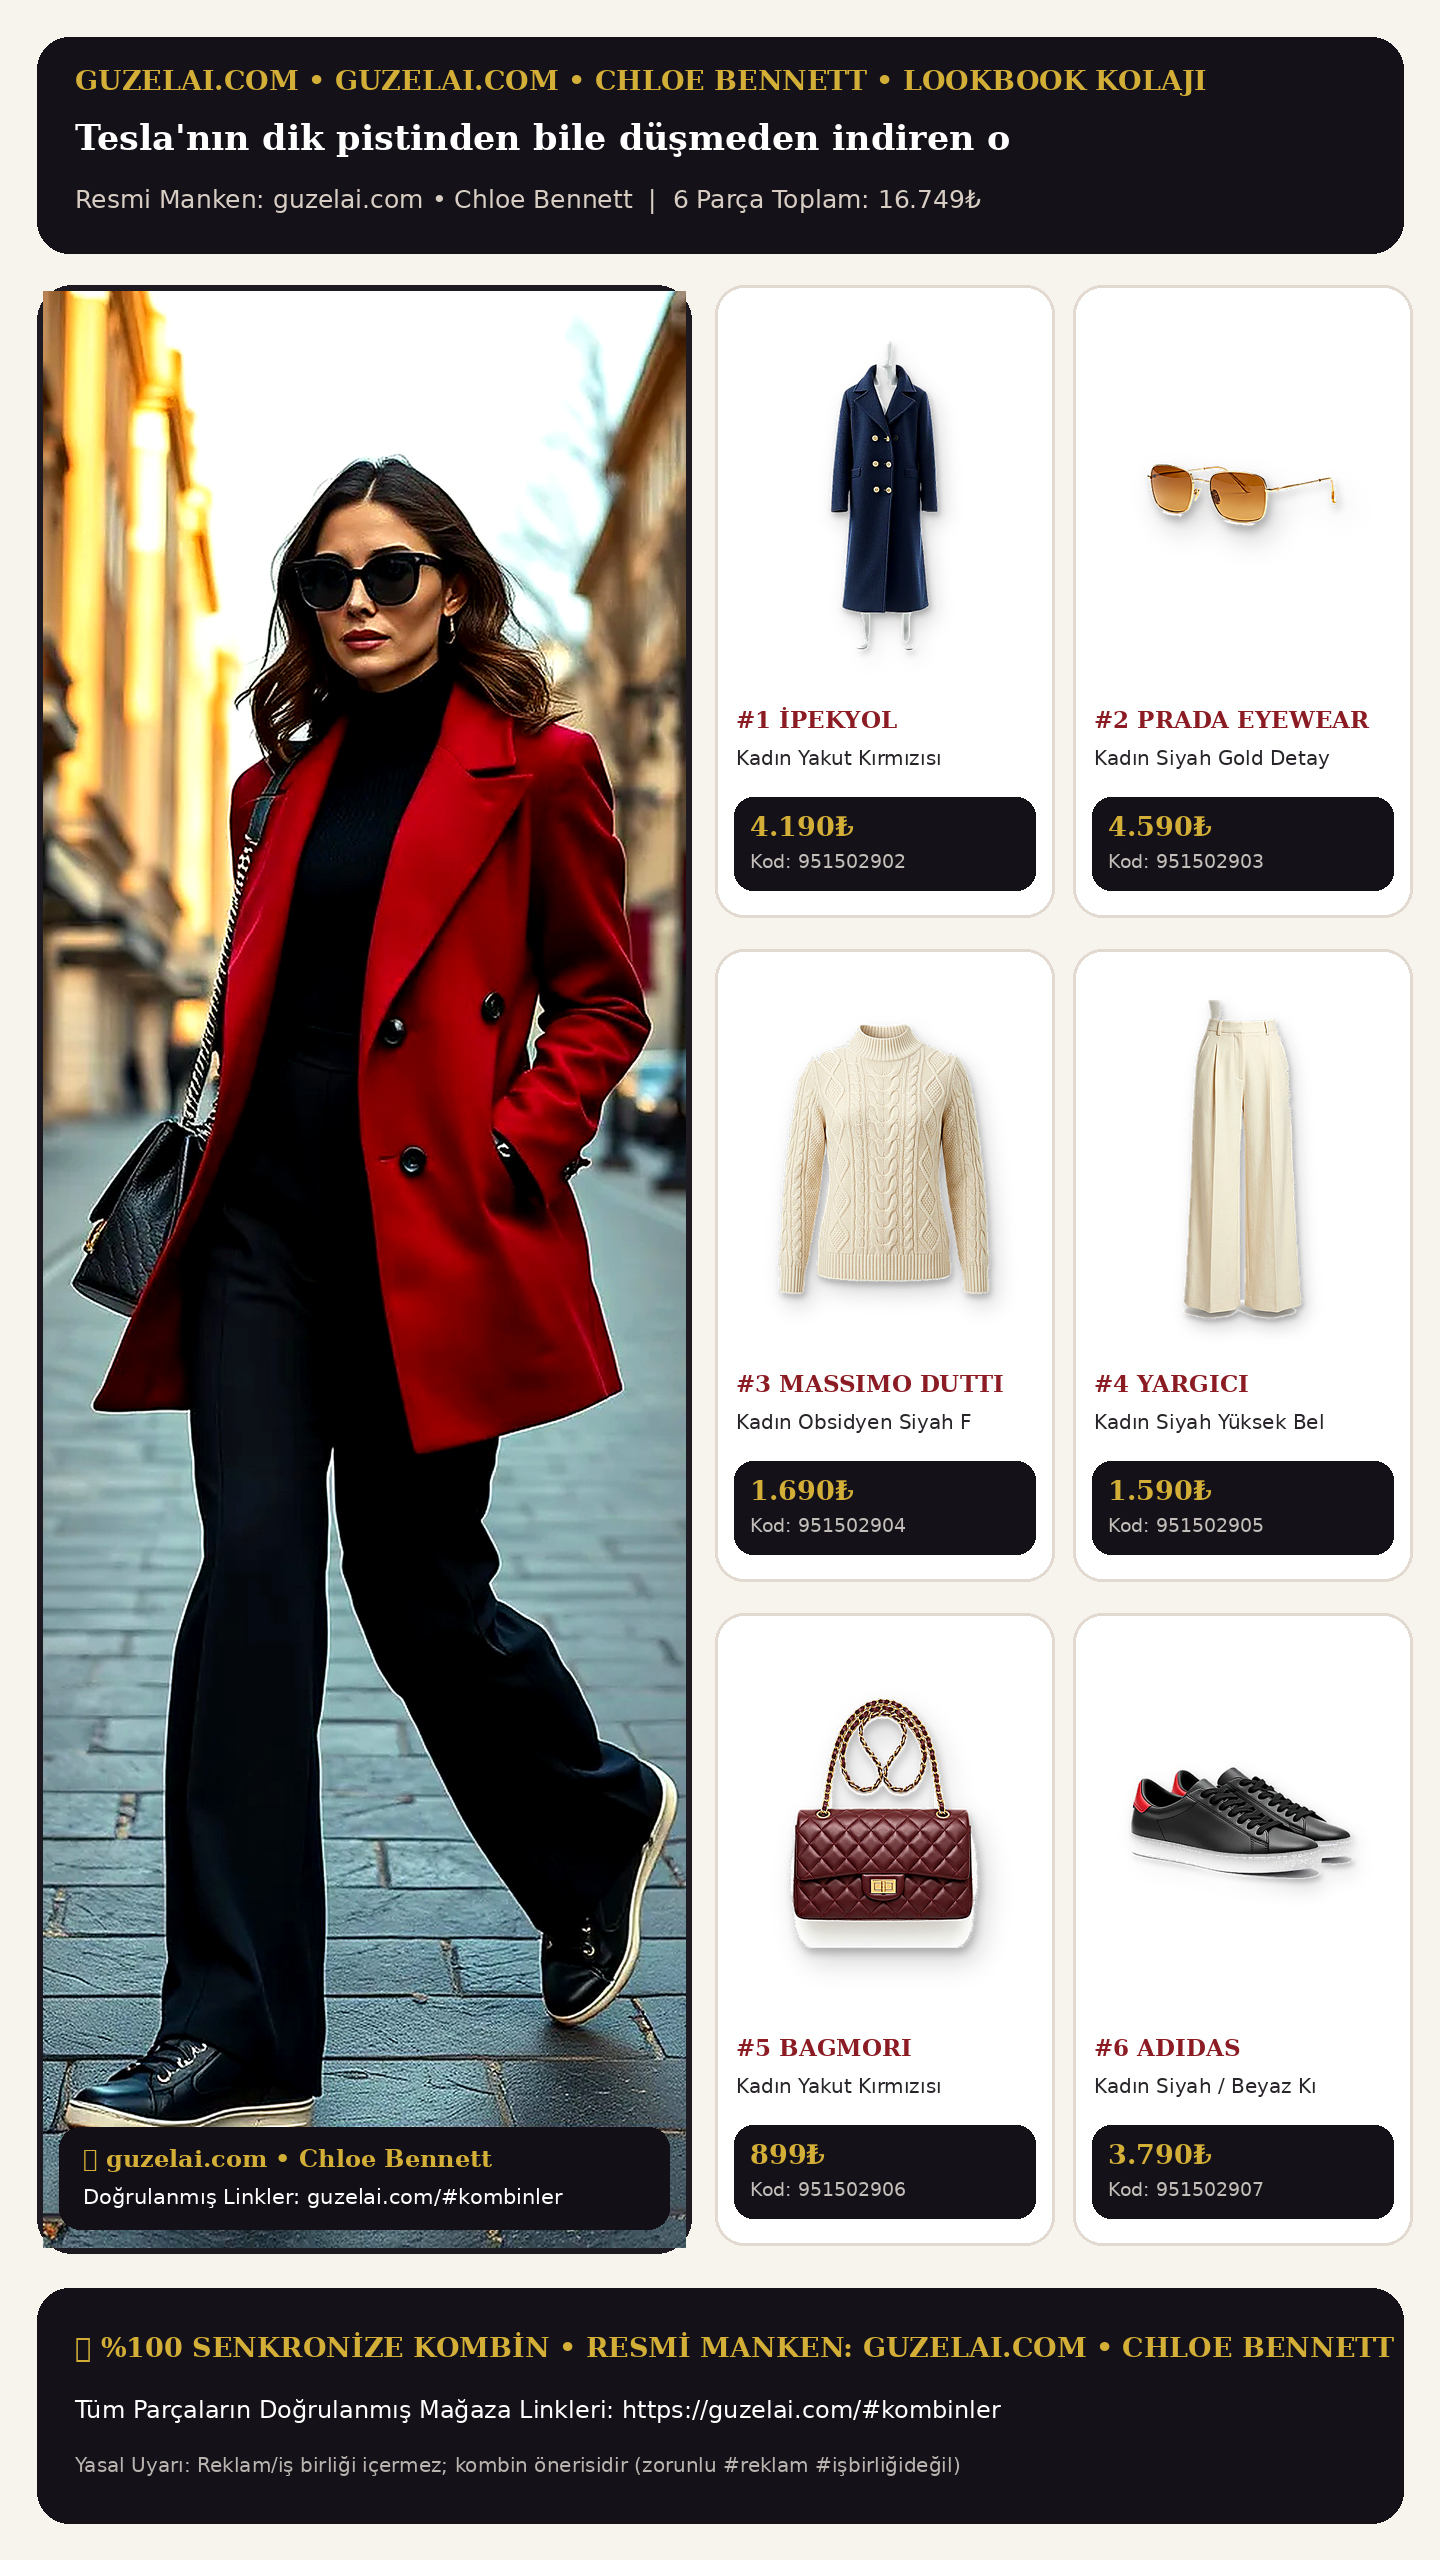 GUZELAI.COM • GUZELAI.COM • CHLOE BENNETT • LOOKBOOK KOLAJI
Tesla'nın dik pistinden bile düşmeden indiren o
Resmi Manken: guzelai.com • Chloe Bennett | 6 Parça Toplam: 16.749₺
#1 İPEKYOL
Kadın Yakut Kırmızısı
4.190₺
Kod: 951502902
#2 PRADA EYEWEAR
Kadın Siyah Gold Detay
4.590₺
Kod: 951502903
#3 MASSIMO DUTTI
Kadın Obsidyen Siyah F
1.690₺
Kod: 951502904
#4 YARGICI
Kadın Siyah Yüksek Bel
1.590₺
Kod: 951502905
#5 BAGMORI
Kadın Yakut Kırmızısı
899₺
Kod: 951502906
#6 ADIDAS
Kadın Siyah / Beyaz Kı
3.790₺
Kod: 951502907
guzelai.com • Chloe Bennett
Doğrulanmış Linkler: guzelai.com/#kombinler
%100 SENKRONİZE KOMBİN • RESMİ MANKEN: GUZELAI.COM • CHLOE BENNETT
Tüm Parçaların Doğrulanmış Mağaza Linkleri: https://guzelai.com/#kombinler
Yasal Uyarı: Reklam/iş birliği içermez; kombin önerisidir (zorunlu #reklam #işbirliğideğil)